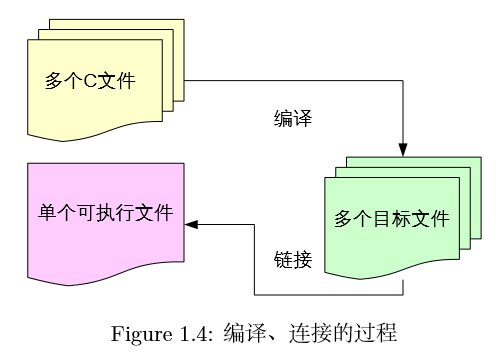 多个C文件
编译
单个可执行文件
多个目标文件
链接
Figure 1.4: 编译、连接的过程